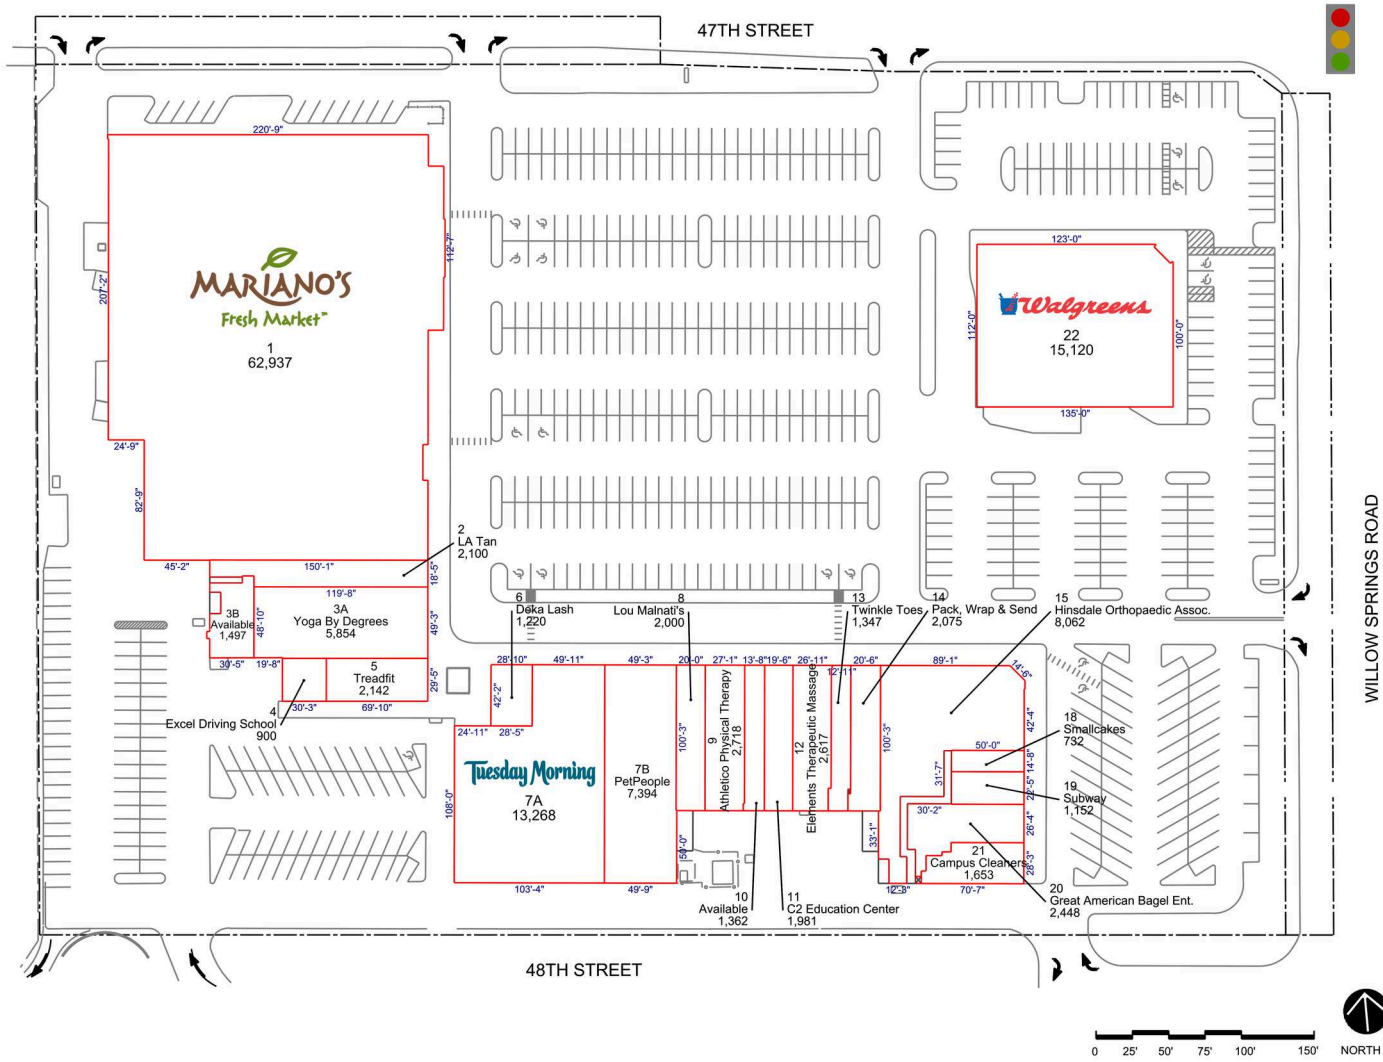 47TH STREET
220'-9"
207'-2"
112'-7"
MARIANO'S
Fresh Market™
1
62,937
24'-9"
82'-9"
45'-2"
150'-1"
18'-5"
2
LA Tan
2,100
119'-8"
3A
Yoga By Degrees
5,854
49'-3"
3B
Available
1,497
48'-10"
30'-5"
19'-8"
5
Treadfit
2,142
29'-5"
30'-3"
69'-10"
4
Excel Driving School
900
123'-0"
112'-0"
Walgreens
22
15,120
100'-0"
135'-0"
6
Deka Lash
1,220
8
Lou Malnati's
2,000
13
Twinkle Toes
1,347
14
Pack, Wrap & Send
2,075
15
Hinsdale Orthopaedic Assoc.
8,062
28'-10"
49'-11"
49'-3"
20'-0"
27'-1"
13'-8"
19'-6"
26'-11"
12'-11"
20'-6"
89'-1"
14'-6"
42'-2"
24'-11"
28'-5"
Tuesday Morning
7A
13,268
108'-0"
103'-4"
7B
PetPeople
7,394
49'-9"
100'-3"
50'-0"
9
Athletico Physical Therapy
2,718
12
Elements Therapeutic Massage
2,617
100'-3"
33'-1"
42'-4"
50'-0"
14'-8"
31'-7"
22'-5"
30'-2"
26'-4"
28'-3"
12'-8"
70'-7"
18
Smallcakes
732
19
Subway
1,152
21
Campus Cleaners
1,653
20
Great American Bagel Ent.
2,448
10
Available
1,362
11
C2 Education Center
1,981
WILLOW SPRINGS ROAD
48TH STREET
0 25' 50' 75' 100' 150'
NORTH